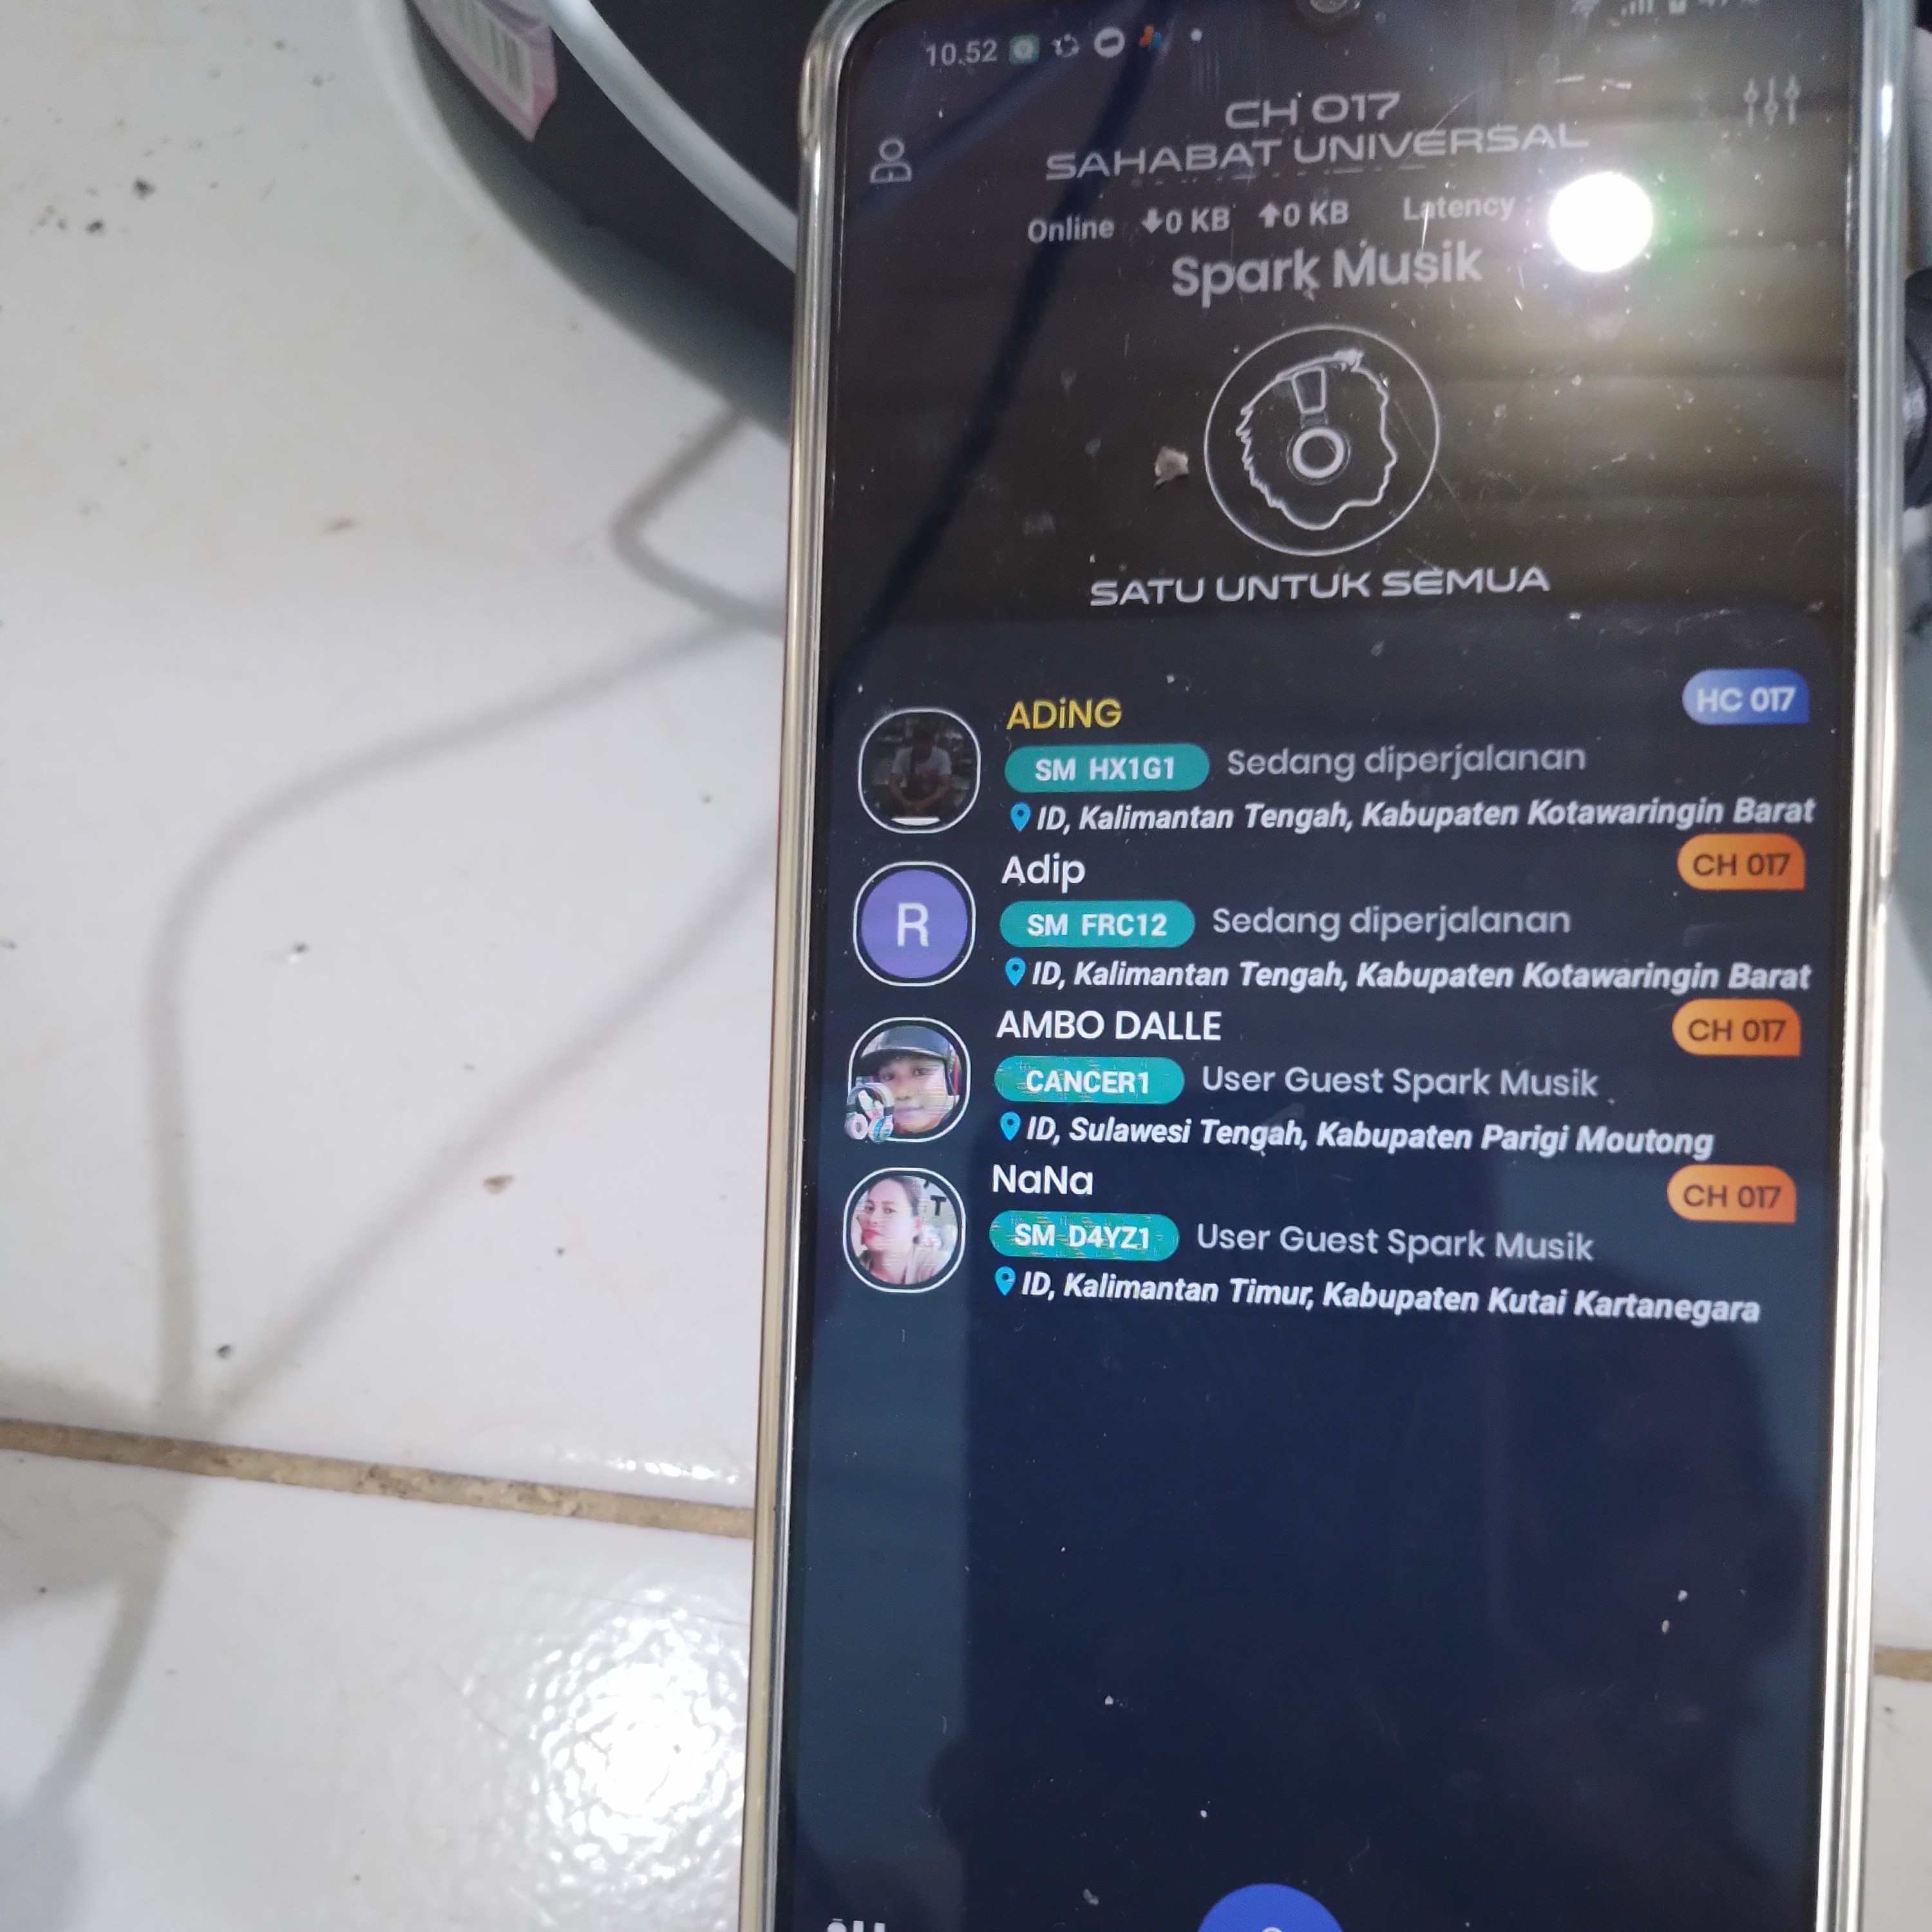 10.52
CH 017
SAHABAT UNIVERSAL
Online ↓0 KB ↑0 KB Latency
Spark Musik
SATU UNTUK SEMUA
ADiNG
HC 017
SM HX1G1 Sedang diperjalanan
ID, Kalimantan Tengah, Kabupaten Kotawaringin Barat
Adip
CH 017
R
SM FRC12 Sedang diperjalanan
ID, Kalimantan Tengah, Kabupaten Kotawaringin Barat
AMBO DALLE
CH 017
CANCER1 User Guest Spark Musik
ID, Sulawesi Tengah, Kabupaten Parigi Moutong
NaNa
CH 017
T
SM D4YZ1 User Guest Spark Musik
ID, Kalimantan Timur, Kabupaten Kutai Kartanegara